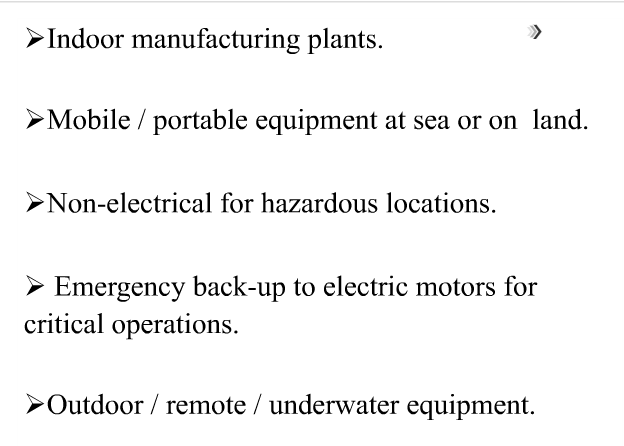 ➢Indoor manufacturing plants.
➢Mobile / portable equipment at sea or on  land.
➢Non-electrical for hazardous locations.
➢ Emergency back-up to electric motors for
critical operations.
➢Outdoor / remote / underwater equipment.